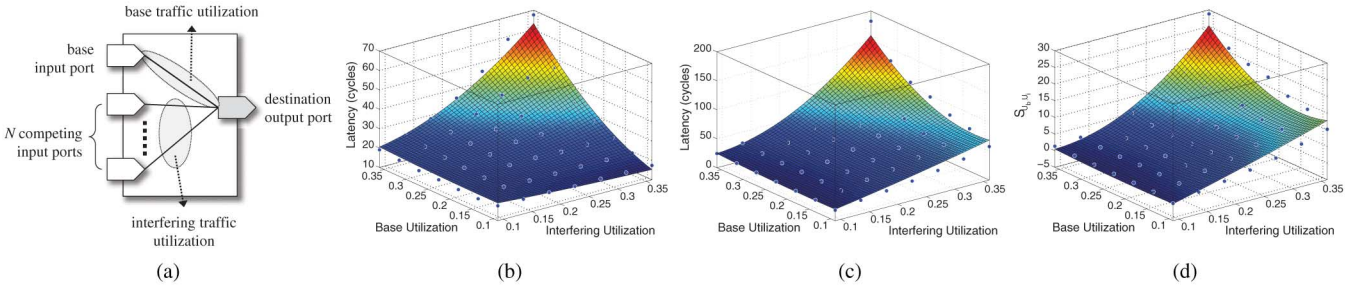 base traffic utilization
base
input port
N competing
input ports
destination
output port
interfering traffic
utilization
(a)
Latency (cycles)
70
60
50
40
30
20
10
0.35
0.3
0.25
0.2
0.15
0.1
Base Utilization
0.1
0.15
0.2
0.25
0.3
0.35
Interfering Utilization
(b)
Latency (cycles)
200
150
100
50
0
0.35
0.3
0.25
0.2
0.15
0.1
Base Utilization
0.1
0.15
0.2
0.25
0.3
0.35
Interfering Utilization
(c)
S_{U_b U_i}
30
25
20
15
10
5
0
−5
0.35
0.3
0.25
0.2
0.15
0.1
Base Utilization
0.1
0.15
0.2
0.25
0.3
0.35
Interfering Utilization
(d)